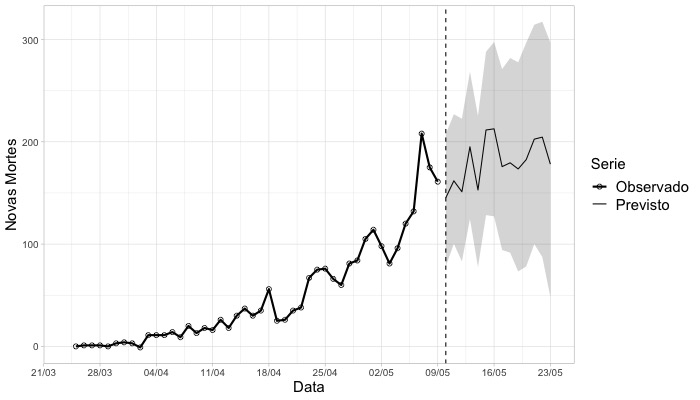 300
200
100
0
Novas Mortes
21/03 28/03 04/04 11/04 18/04 25/04 02/05 09/05 16/05 23/05
Data
Serie
Observado
Previsto